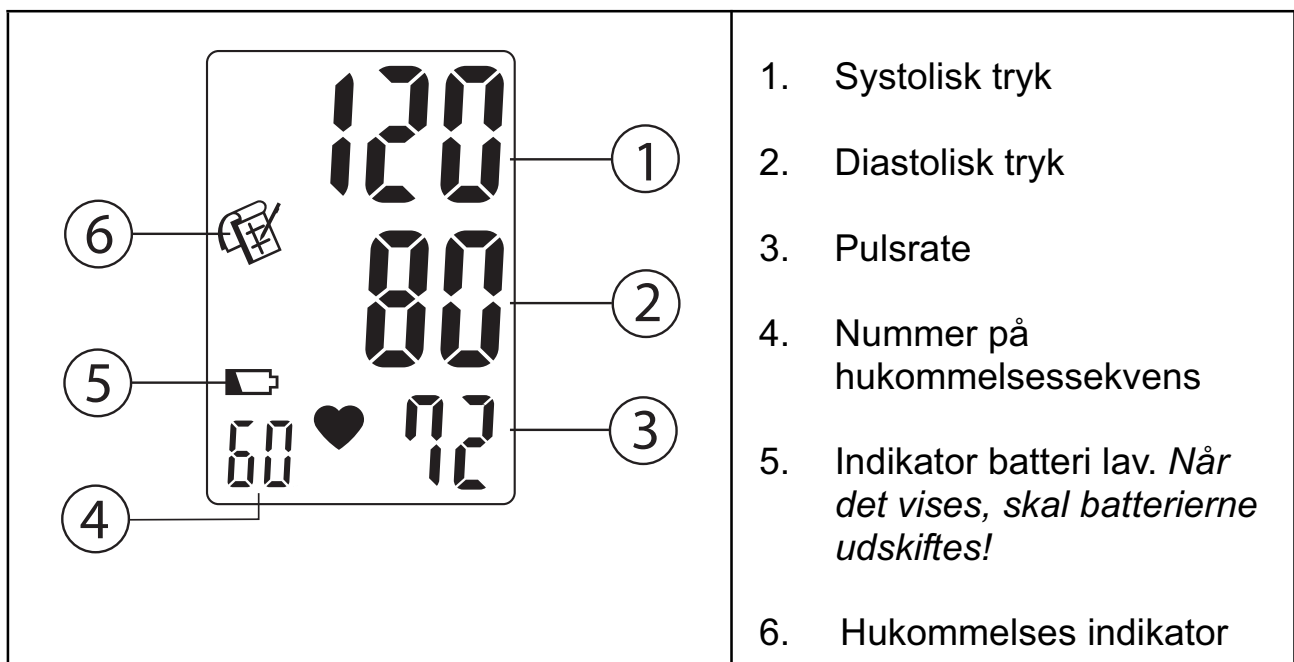 120
1
6
80
2
5
60
72
3
4
1. Systolisk tryk
2. Diastolisk tryk
3. Pulsrate
4. Nummer på
hukommelsessekvens
5. Indikator batteri lav. Når
det vises, skal batterierne
udskiftes!
6. Hukommelses indikator